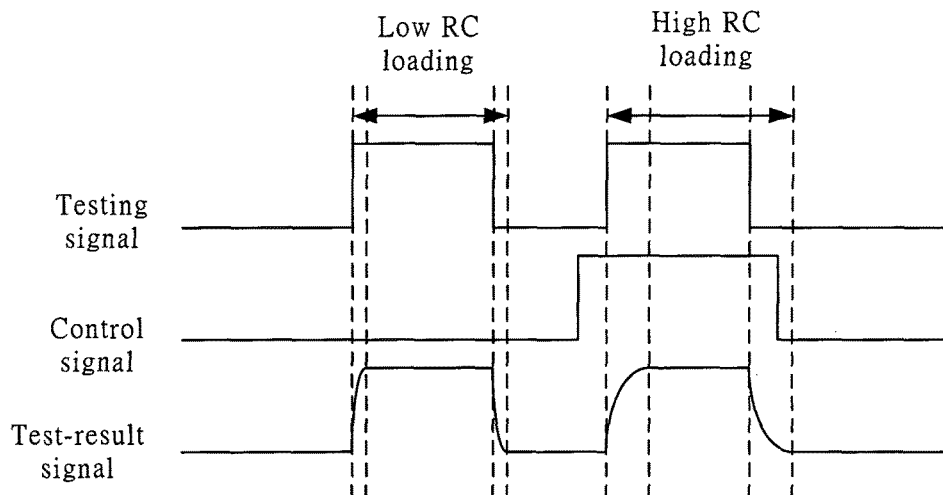 Low RC
loading
High RC
loading
Testing
signal
Control
signal
Test-result
signal